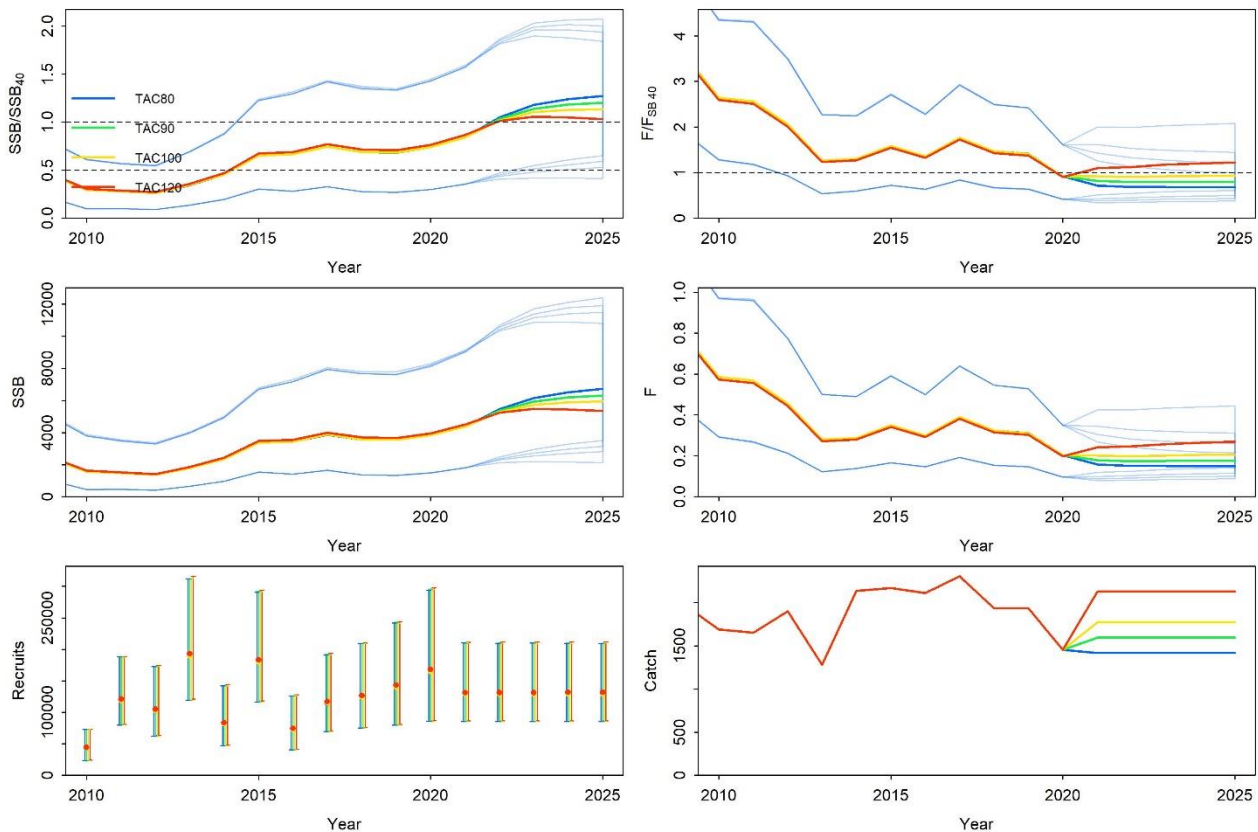 SSB/SSB40
0.0 0.5 1.0 1.5 2.0
TAC80
TAC90
TAC100
TAC120
2010 2015 2020 2025
Year
F/FSB 40
0 1 2 3 4
2010 2015 2020 2025
Year
SSB
0 4000 8000 12000
2010 2015 2020 2025
Year
F
0.0 0.2 0.4 0.6 0.8 1.0
2010 2015 2020 2025
Year
Recruits
0 100000 250000
2010 2015 2020 2025
Year
Catch
0 500 1500
2010 2015 2020 2025
Year